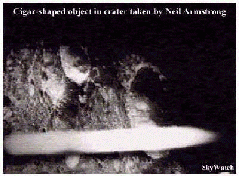 Cigar-shaped object in crater taken by Neil Armstrong
SkyWatch